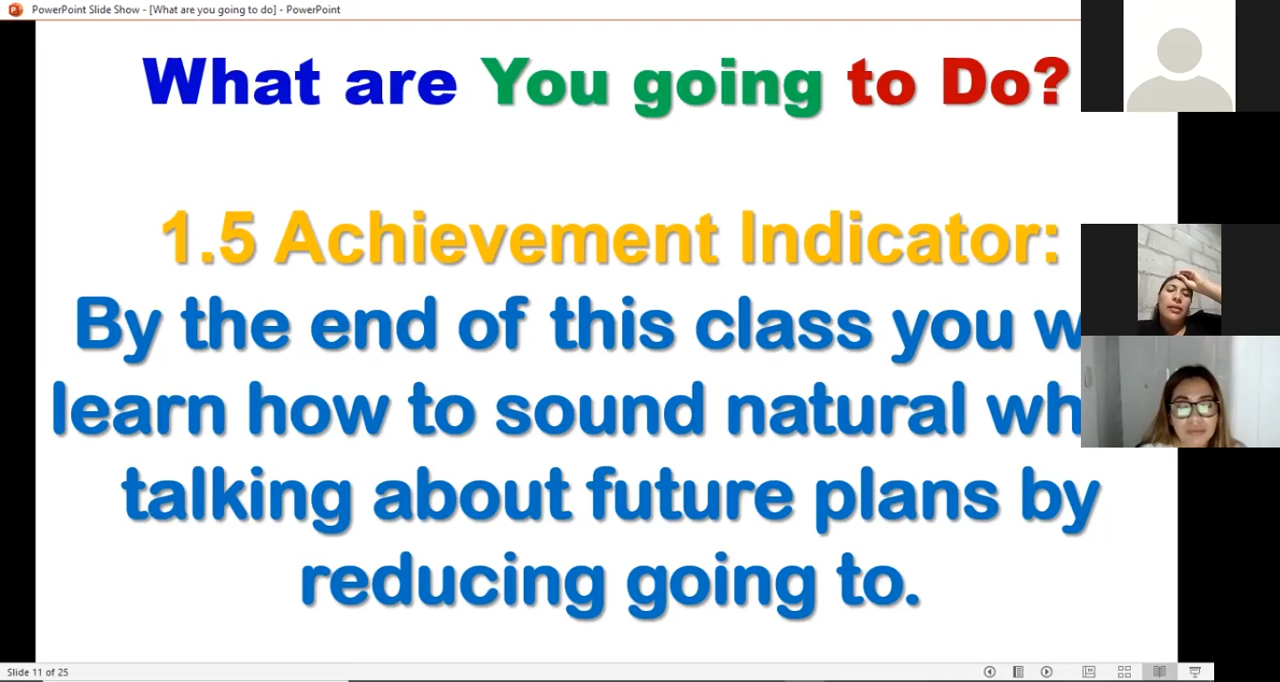 PowerPoint Slide Show - [What are you going to do] - PowerPoint
What are You going to Do?
1.5 Achievement Indicator:
By the end of this class you
learn how to sound natural
talking about future plans by
reducing going to.
Slide 11 of 25